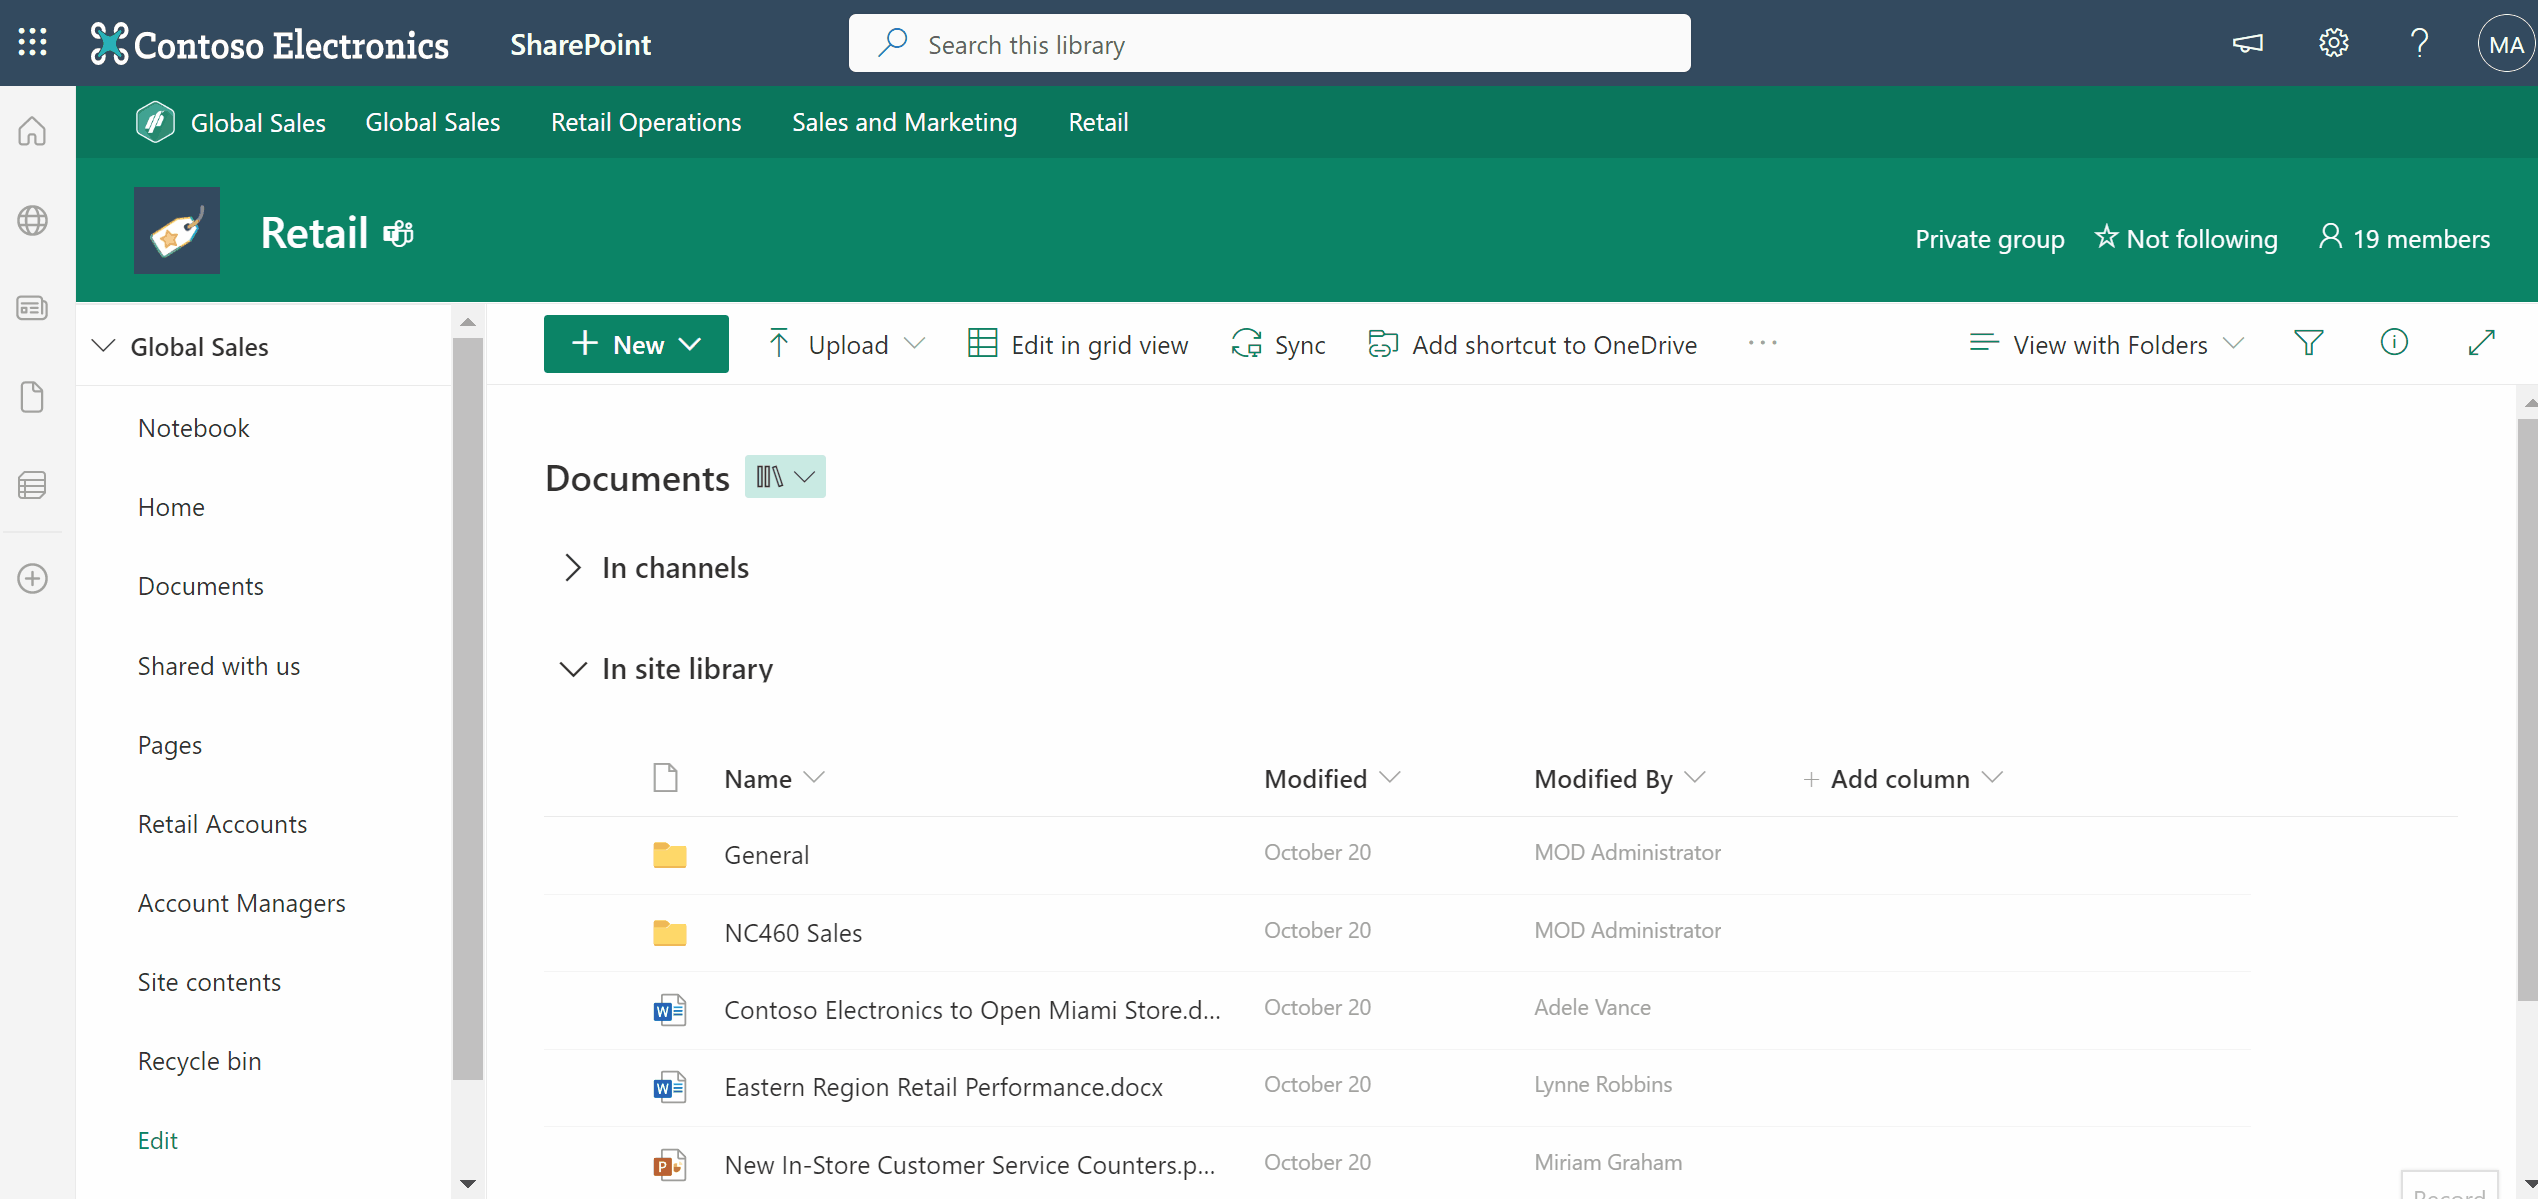 Contoso Electronics SharePoint Search this library MA
Global Sales Global Sales Retail Operations Sales and Marketing Retail
Retail
Private group Not following 19 members
Global Sales
Notebook
Home
Documents
Shared with us
Pages
Retail Accounts
Account Managers
Site contents
Recycle bin
Edit
+ New Upload Edit in grid view Sync Add shortcut to OneDrive ... View with Folders
Documents
In channels
In site library
Name Modified Modified By + Add column
General October 20 MOD Administrator
NC460 Sales October 20 MOD Administrator
Contoso Electronics to Open Miami Store.d... October 20 Adele Vance
Eastern Region Retail Performance.docx October 20 Lynne Robbins
New In-Store Customer Service Counters.p... October 20 Miriam Graham
Record